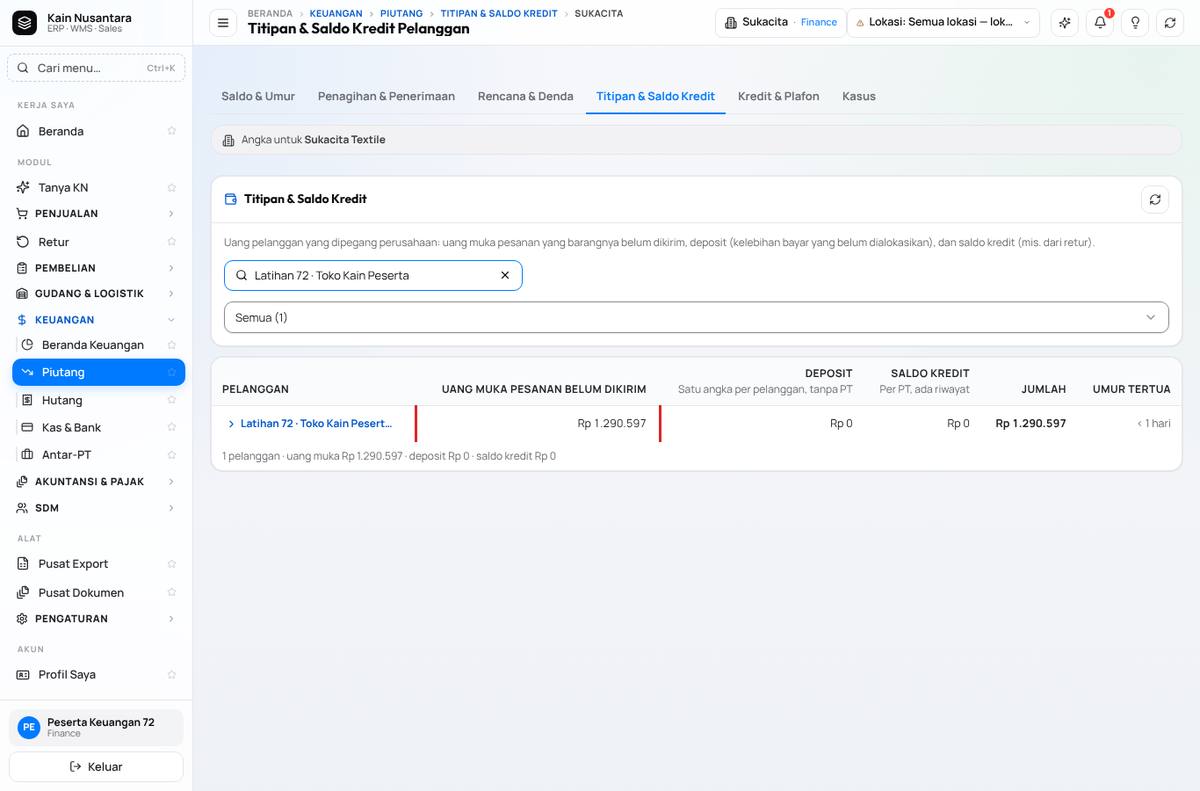 Kain Nusantara
ERP · WMS · Sales
Cari menu...
Ctrl+K
KERJA SAYA
Beranda
MODUL
Tanya KN
PENJUALAN
Retur
PEMBELIAN
GUDANG & LOGISTIK
KEUANGAN
Beranda Keuangan
Piutang
Hutang
Kas & Bank
Antar-PT
AKUNTANSI & PAJAK
SDM
ALAT
Pusat Export
Pusat Dokumen
PENGATURAN
AKUN
Profil Saya
PE
Peserta Keuangan 72
Finance
Keluar
BERANDA › KEUANGAN › PIUTANG › TITIPAN & SALDO KREDIT › SUKACITA
Titipan & Saldo Kredit Pelanggan
Sukacita · Finance
Lokasi: Semua lokasi — lok...
1
Saldo & Umur
Penagihan & Penerimaan
Rencana & Denda
Titipan & Saldo Kredit
Kredit & Plafon
Kasus
Angka untuk Sukacita Textile
Titipan & Saldo Kredit
Uang pelanggan yang dipegang perusahaan: uang muka pesanan yang barangnya belum dikirim, deposit (kelebihan bayar yang belum dialokasikan), dan saldo kredit (mis. dari retur).
Latihan 72 · Toko Kain Peserta
Semua (1)
PELANGGAN
UANG MUKA PESANAN BELUM DIKIRIM
DEPOSIT
Satu angka per pelanggan, tanpa PT
SALDO KREDIT
Per PT, ada riwayat
JUMLAH
UMUR TERTUA
Latihan 72 · Toko Kain Pesert...
Rp 1.290.597
Rp 0
Rp 0
Rp 1.290.597
< 1 hari
1 pelanggan · uang muka Rp 1.290.597 · deposit Rp 0 · saldo kredit Rp 0